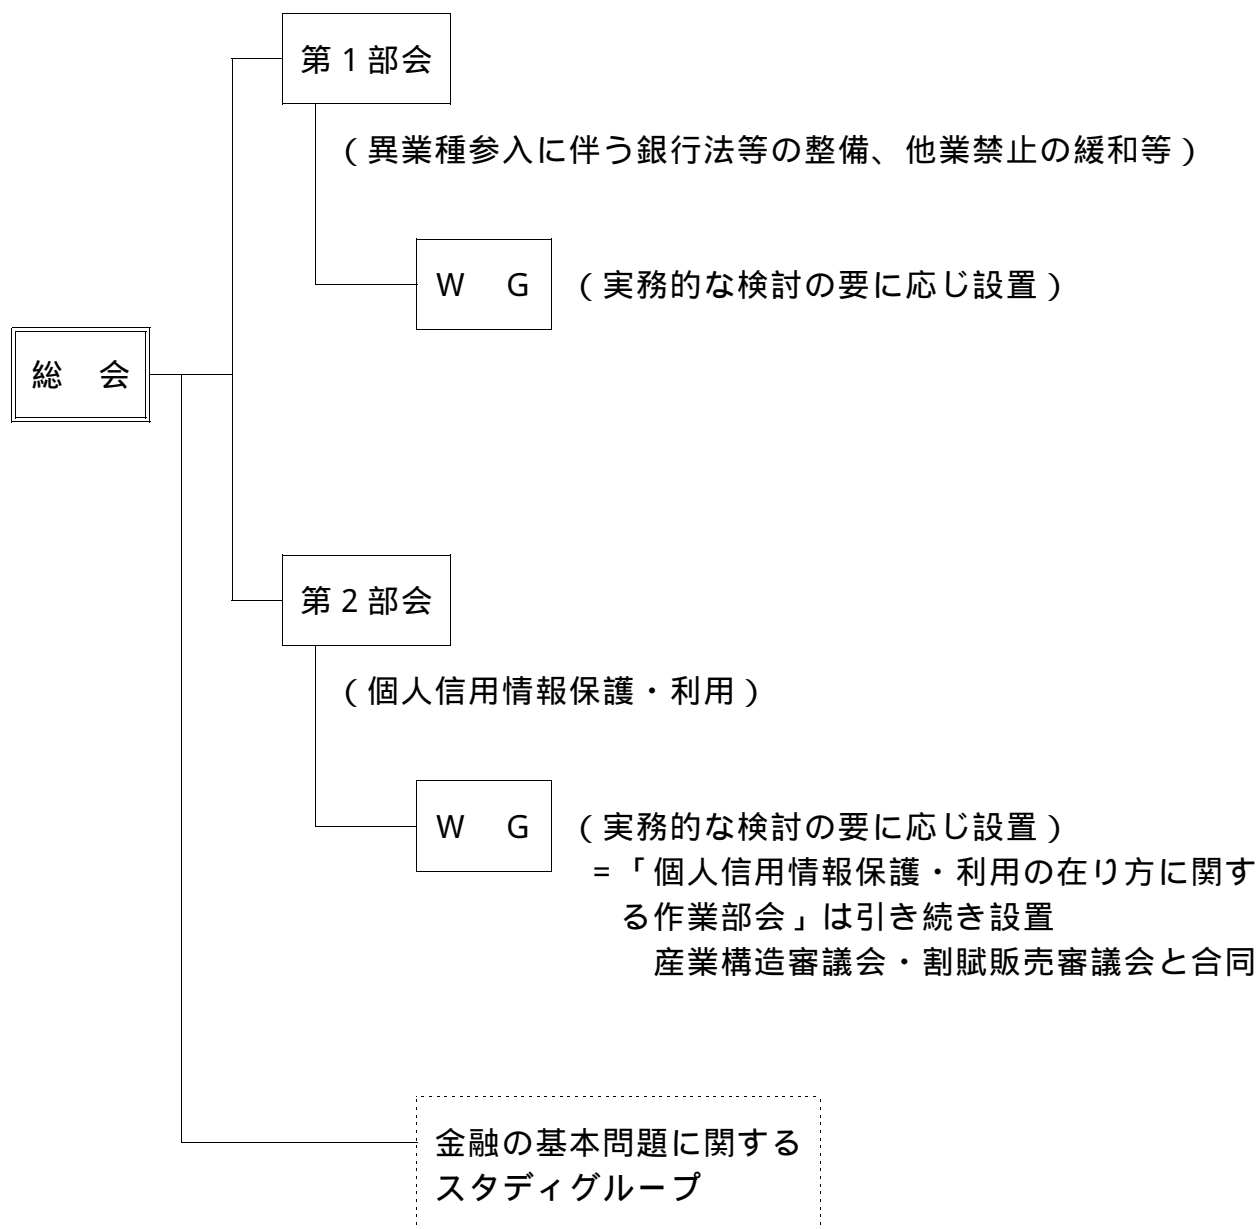 第１部会
（異業種参入に伴う銀行法等の整備、他業禁止の緩和等）
Ｗ　Ｇ
（実務的な検討の要に応じ設置）
総　会
第２部会
（個人信用情報保護・利用）
Ｗ　Ｇ
（実務的な検討の要に応じ設置）
＝「個人信用情報保護・利用の在り方に関す
る作業部会」は引き続き設置
産業構造審議会・割賦販売審議会と合同
金融の基本問題に関する
スタディグループ